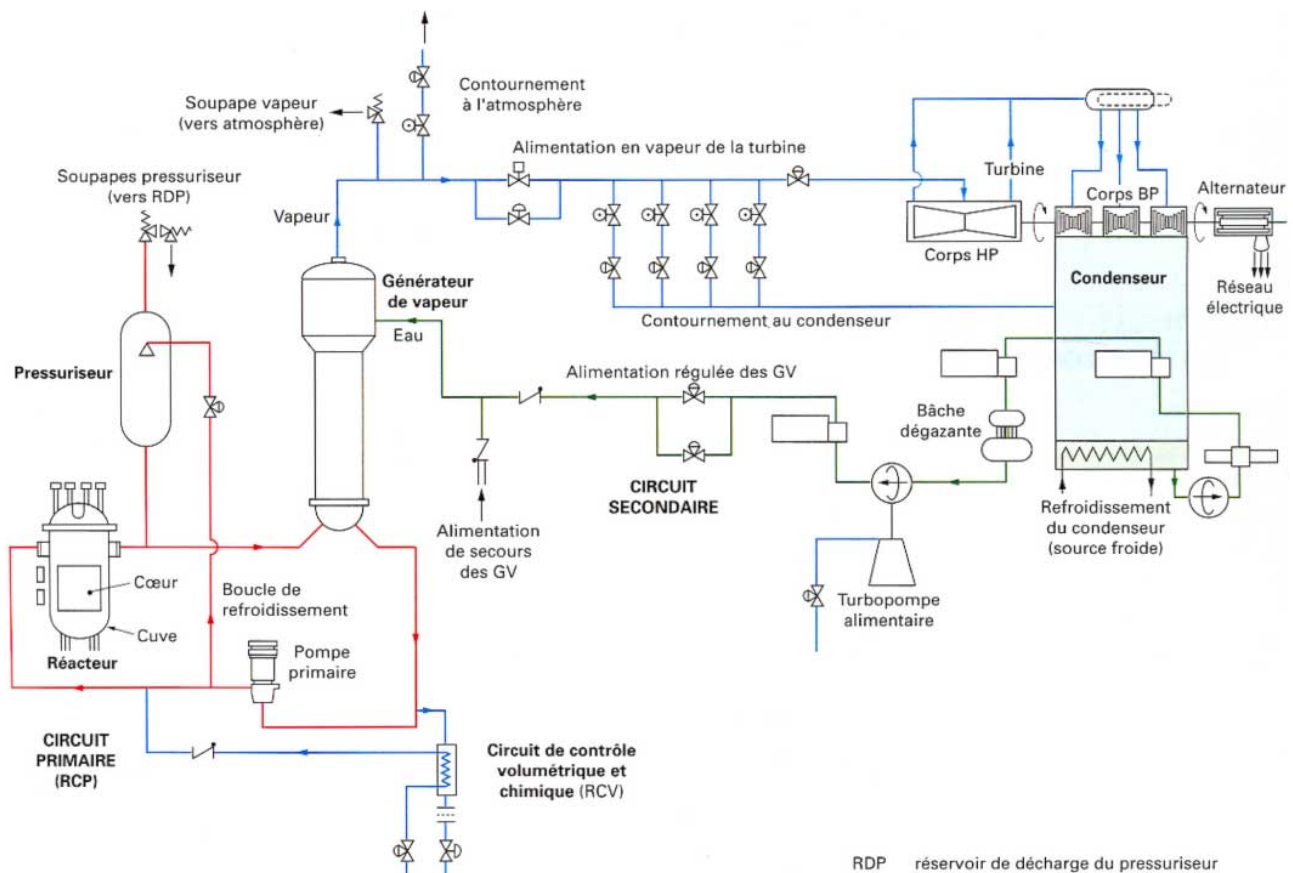 Contournement
à l'atmosphère
Soupape vapeur
(vers atmosphère)
Alimentation en vapeur de la turbine
Soupapes pressuriseur
(vers RDP)
Vapeur
Turbine
Corps BP
Alternateur
Corps HP
Générateur
de vapeur
Condenseur
Réseau
électrique
Eau
Contournement au condenseur
Pressuriseur
Alimentation régulée des GV
Bâche
dégazante
CIRCUIT
SECONDAIRE
Refroidissement
du condenseur
(source froide)
Alimentation
de secours
des GV
Cœur
Boucle de
refroidissement
Turbopompe
alimentaire
Cuve
Réacteur
Pompe
primaire
CIRCUIT
PRIMAIRE
(RCP)
Circuit de contrôle
volumétrique et
chimique (RCV)
RDP réservoir de décharge du pressuriseur